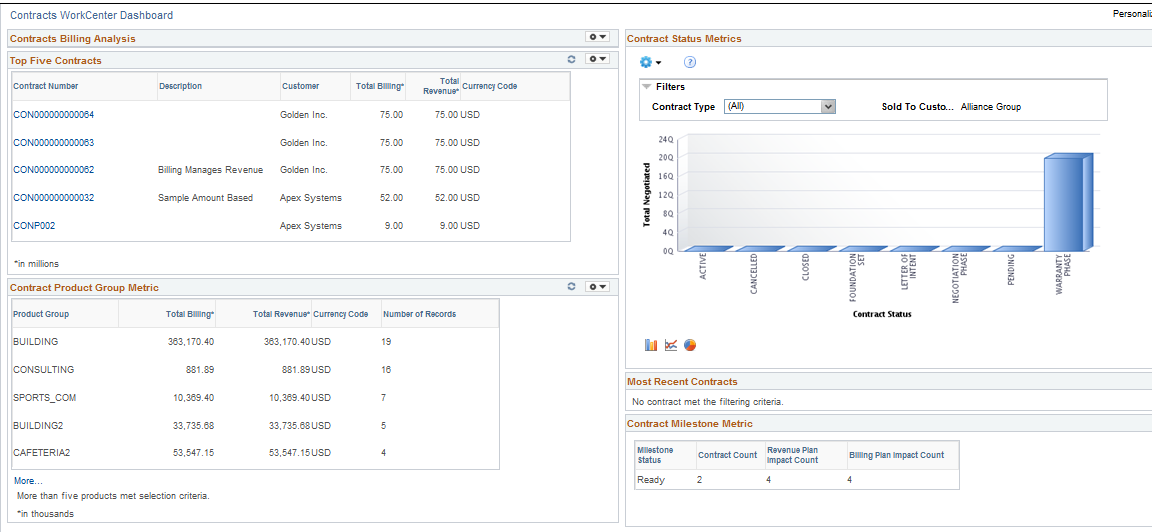 Contracts WorkCenter Dashboard
Contracts Billing Analysis
Top Five Contracts
Contract Number Description Customer Total Billing* Total Revenue* Currency Code
CON000000000064 Golden Inc. 75.00 75.00 USD
CON000000000063 Golden Inc. 75.00 75.00 USD
CON000000000062 Billing Manages Revenue Golden Inc. 75.00 75.00 USD
CON000000000032 Sample Amount Based Apex Systems 52.00 52.00 USD
CONP002 Apex Systems 9.00 9.00 USD
*in millions
Contract Product Group Metric
Product Group Total Billing* Total Revenue* Currency Code Number of Records
BUILDING 363,170.40 363,170.40 USD 19
CONSULTING 881.89 881.89 USD 16
SPORTS_COM 10,369.40 10,369.40 USD 7
BUILDING2 33,735.68 33,735.68 USD 5
CAFETERIA2 53,547.15 53,547.15 USD 4
More...
More than five products met selection criteria.
*in thousands
Contract Status Metrics
?
Filters
Contract Type (All) Sold To Custo... Alliance Group
24Q
20Q
16Q
12Q
8Q
4Q
0Q
Total Negotiated
ACTIVE
CANCELLED
CLOSED
FOUNDATION
SET
LETTER OF
INTENT
NEGOTIATION
PHASE
PENDING
WARRANTY
PHASE
Contract Status
Most Recent Contracts
No contract met the filtering criteria.
Contract Milestone Metric
Milestone Status Contract Count Revenue Plan Impact Count Billing Plan Impact Count
Ready 2 4 4